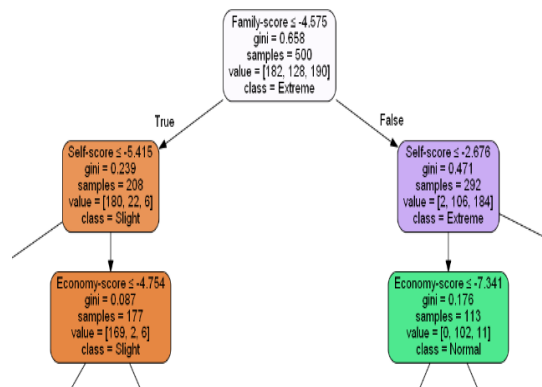 Family-score ≤ -4.575
gini = 0.658
samples = 500
value = [182, 128, 190]
class = Extreme
True
False
Self-score ≤ -5.415
gini = 0.239
samples = 208
value = [180, 22, 6]
class = Slight
Self-score ≤ -2.676
gini = 0.471
samples = 292
value = [2, 106, 184]
class = Extreme
Economy-score ≤ -4.754
gini = 0.087
samples = 177
value = [169, 2, 6]
class = Slight
Economy-score ≤ -7.341
gini = 0.176
samples = 113
value = [0, 102, 11]
class = Normal